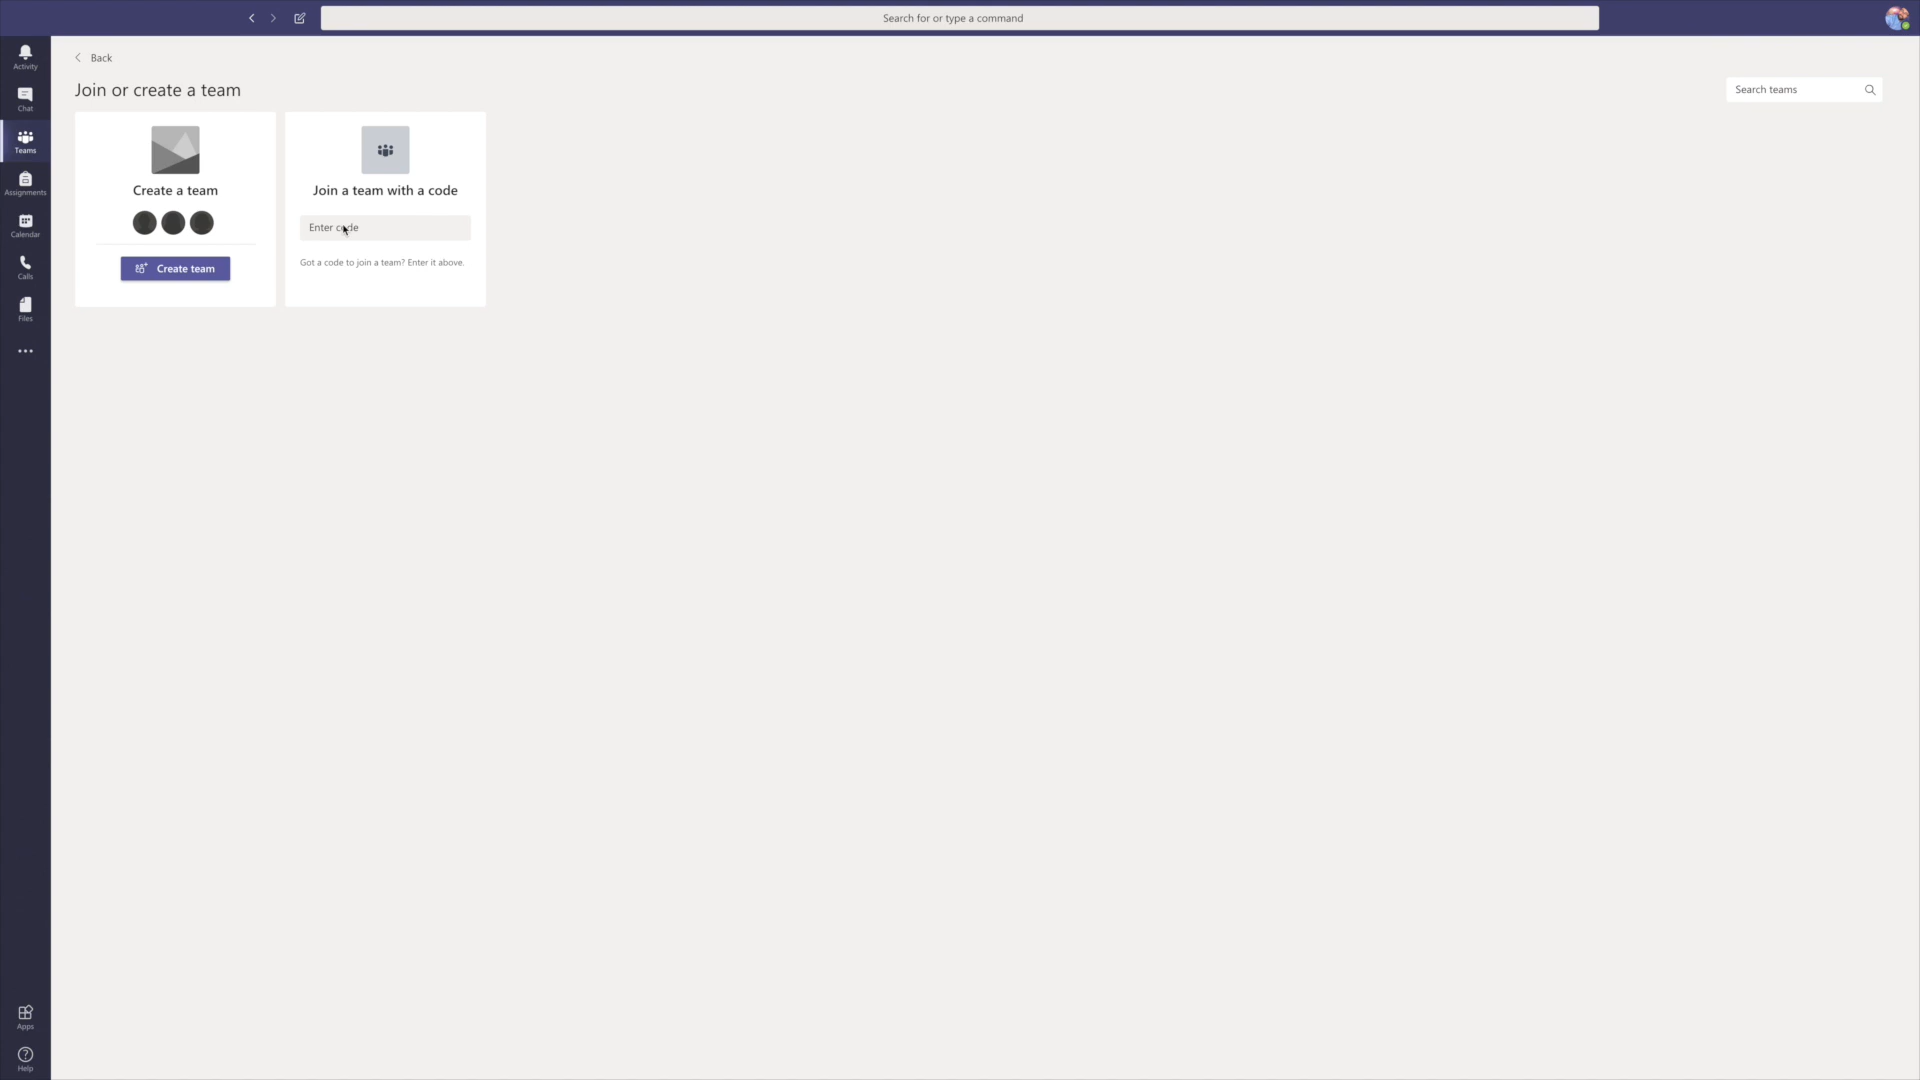 Search for or type a command
Activity
Chat
Teams
Assignments
Calendar
Calls
Files
Apps
Help
Back
Join or create a team
Search teams
Create a team
Create team
Join a team with a code
Enter code
Got a code to join a team? Enter it above.